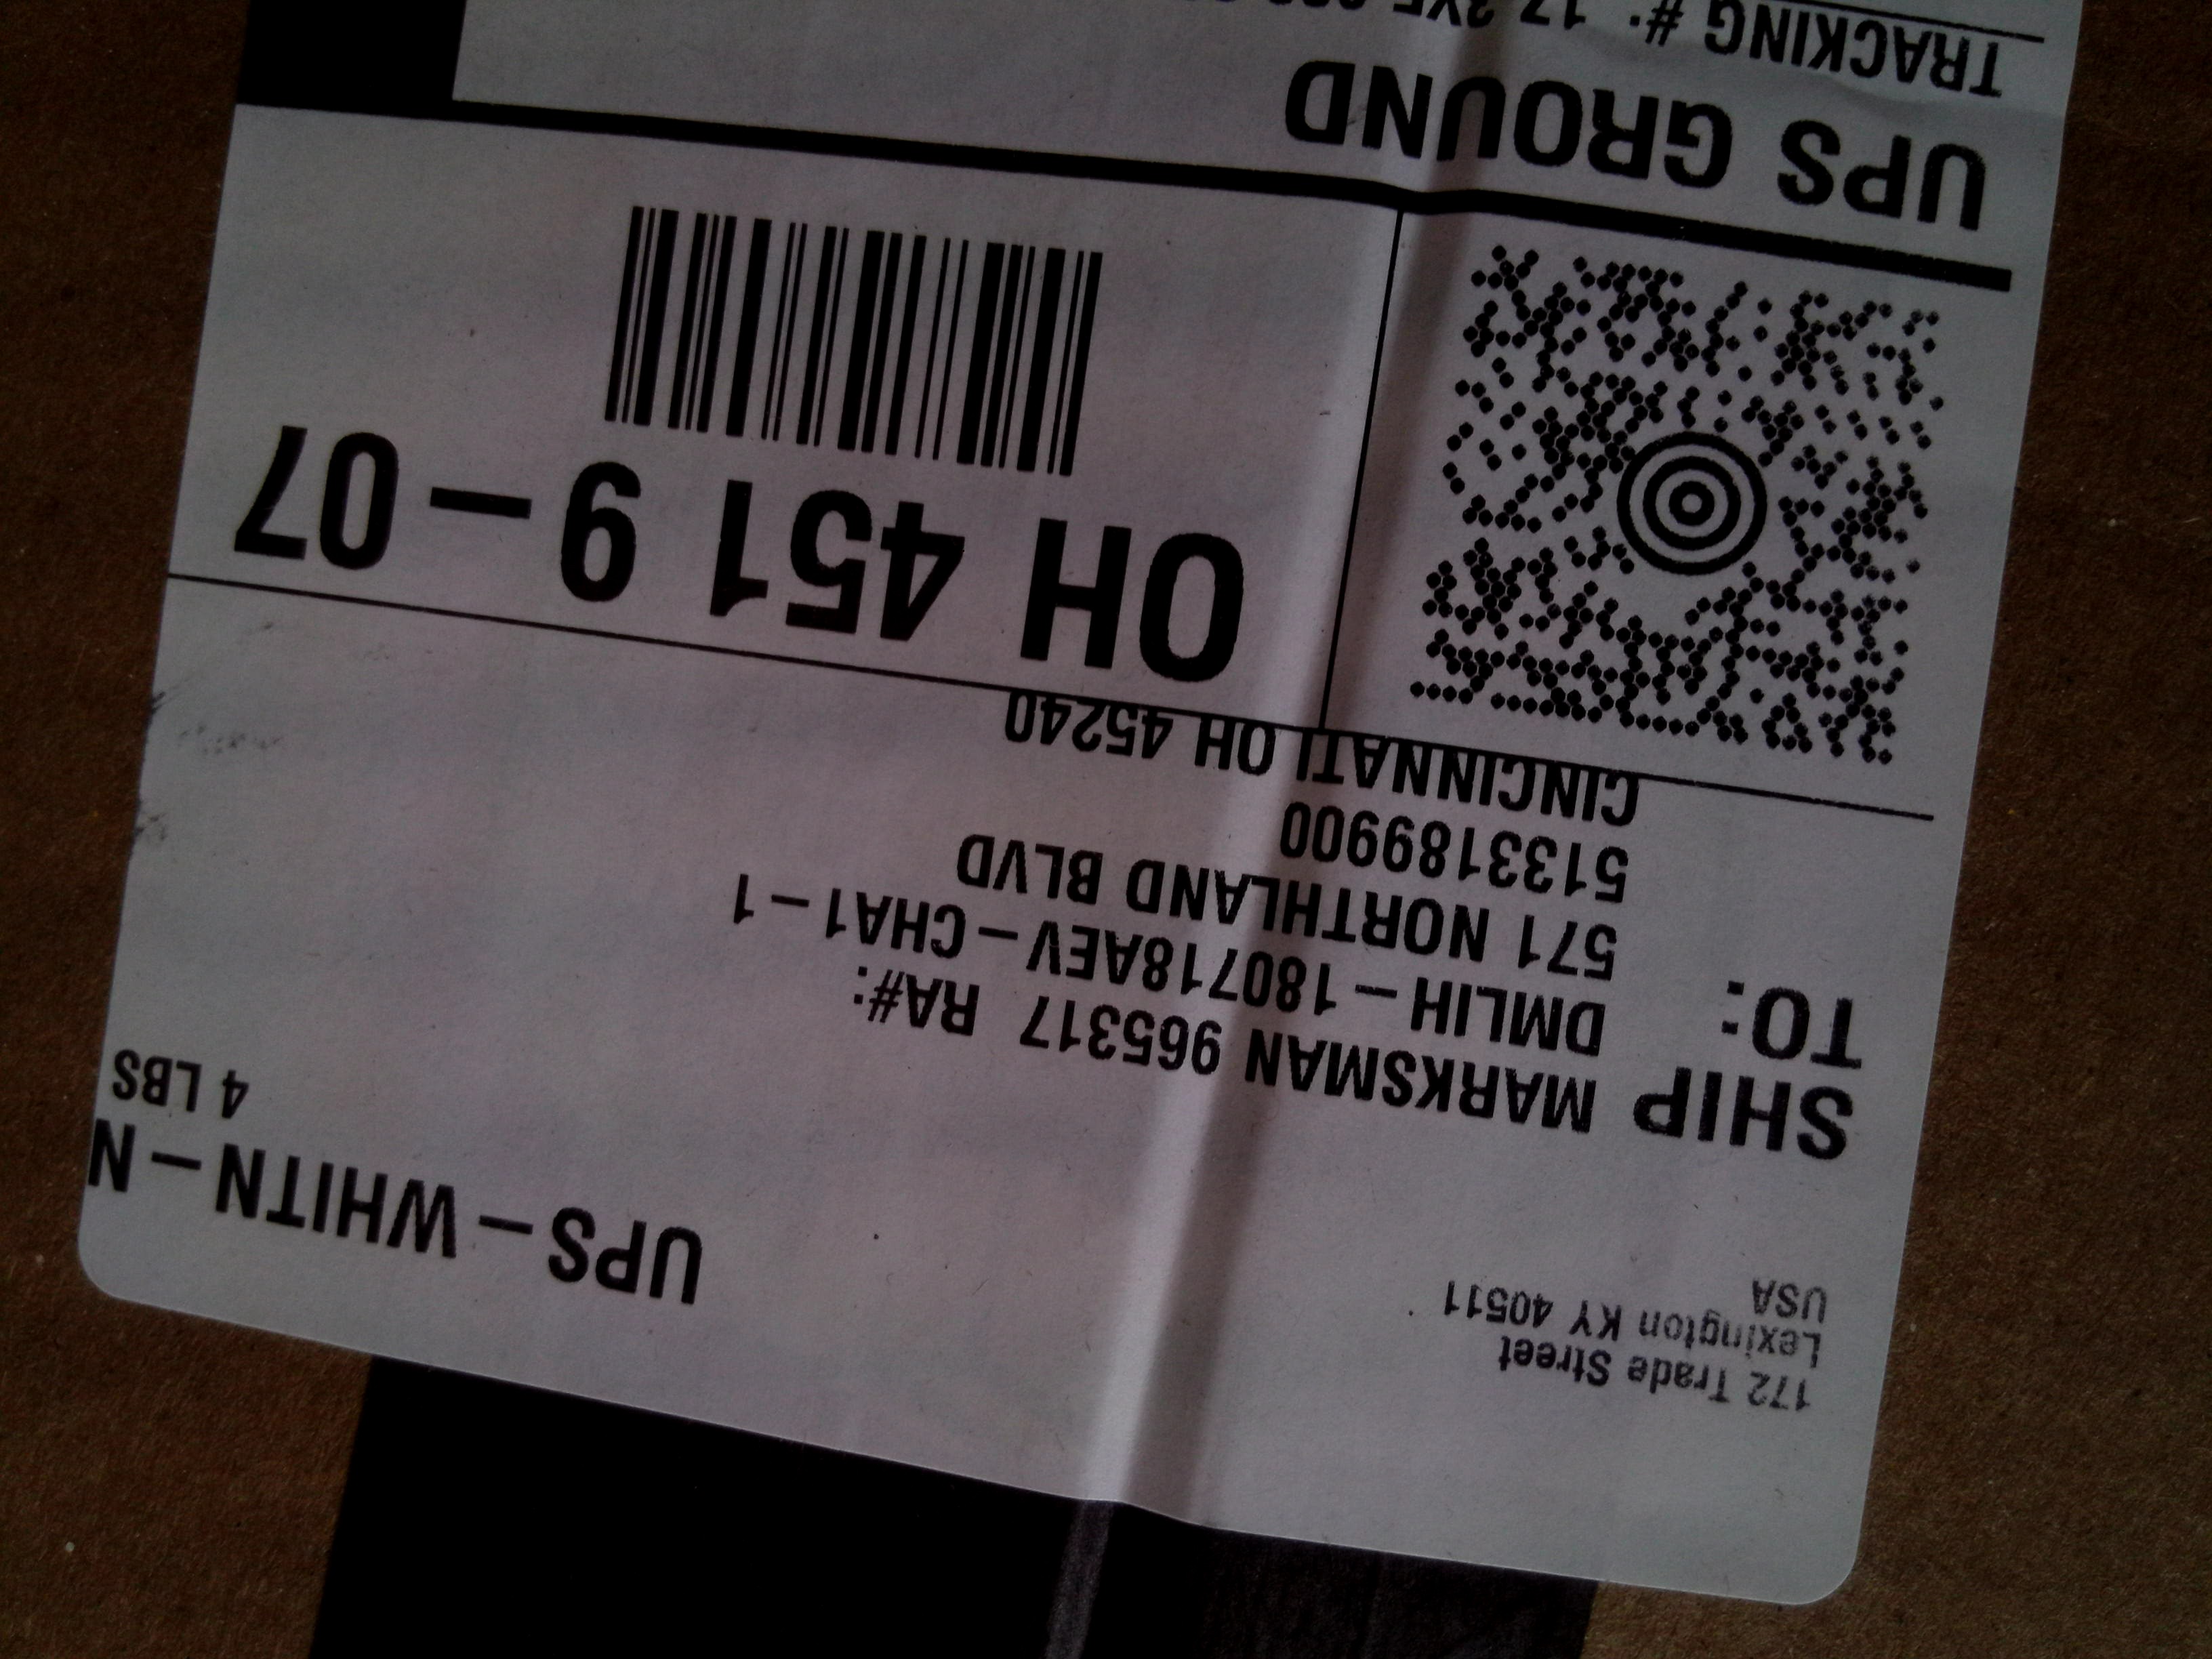 172 Trade Street
Lexington KY 40511
USA
UPS-WHITN-N
4 LBS
SHIP TO:
MARKSMAN 965317 RA#:
DMLIH-180718AEV-CHA1-1
571 NORTHLAND BLVD
5133189900
CINCINNATI OH 45240
OH 451 9-07
UPS GROUND
TRACKING #: